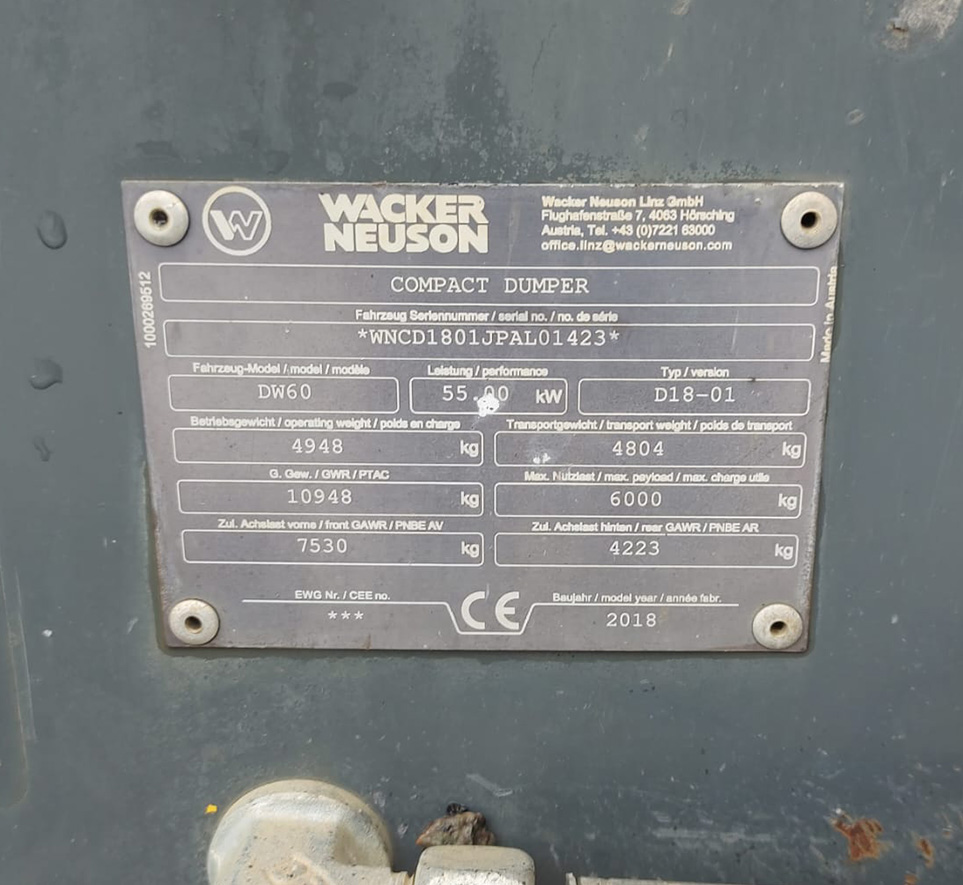 W
WACKER
NEUSON
Wacker Neuson Linz GmbH
Flughafenstraße 7, 4063 Hörsching
Austria, Tel. +43 (0)7221 63000
office.linz@wackerneuson.com
1000269512
Made in Austria
COMPACT DUMPER
Fahrzeug Seriennummer / serial no. / no. de série
*WNCD1801JPAL01423*
Fahrzeug-Model / model / modèle
Leistung / performance
Typ / version
DW60
55.00 kW
D18-01
Betriebsgewicht / operating weight / poids en charge
Transportgewicht / transport weight / poids de transport
4948 kg
4804 kg
G. Gew. / GWR / PTAC
Max. Nutzlast / max. payload / max. charge utile
10948 kg
6000 kg
Zul. Achslast vorne / front GAWR / PNBE AV
Zul. Achslast hinten / rear GAWR / PNBE AR
7530 kg
4223 kg
EWG Nr. / CEE no.
***
CE
Baujahr / model year / année fabr.
2018